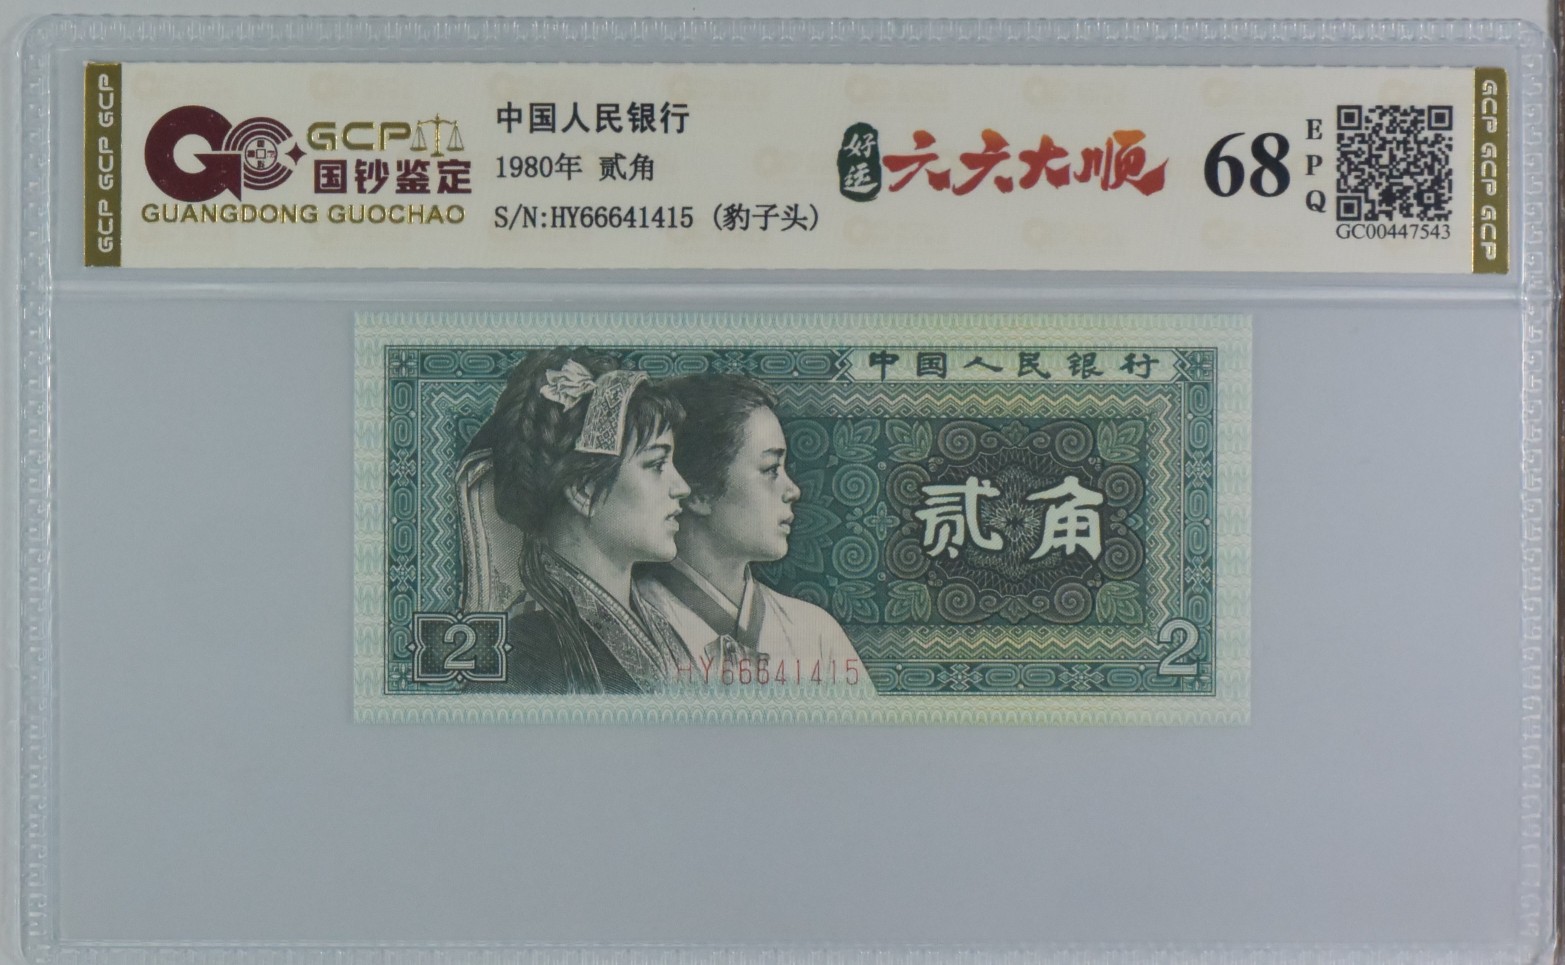 GCP GCP GCP
GCP
国钞鉴定
GUANGDONG GUOCHAO
中国人民银行
1980年 贰角
S/N:HY66641415 (豹子头)
好运
六六大顺
68
EPQ
GC00447543
GCP GCP GCP
中国人民银行
贰角
2
2
HY66641415